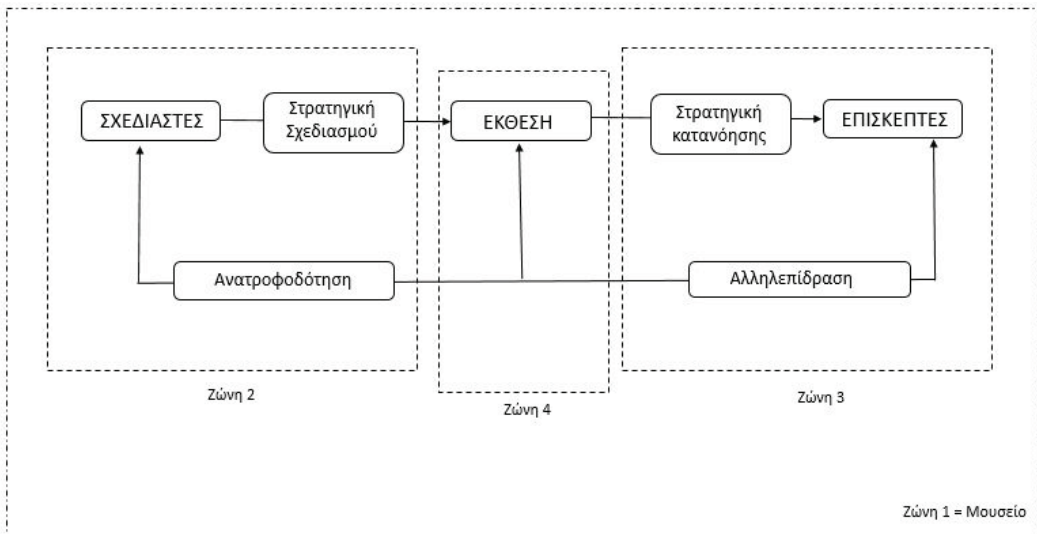 ΣΧΕΔΙΑΣΤΕΣ
Στρατηγική
Σχεδιασμού
ΕΚΘΕΣΗ
Στρατηγική
κατανόησης
ΕΠΙΣΚΕΠΤΕΣ
Ανατροφοδότηση
Αλληλεπίδραση
Ζώνη 2
Ζώνη 4
Ζώνη 3
Ζώνη 1 = Μουσείο